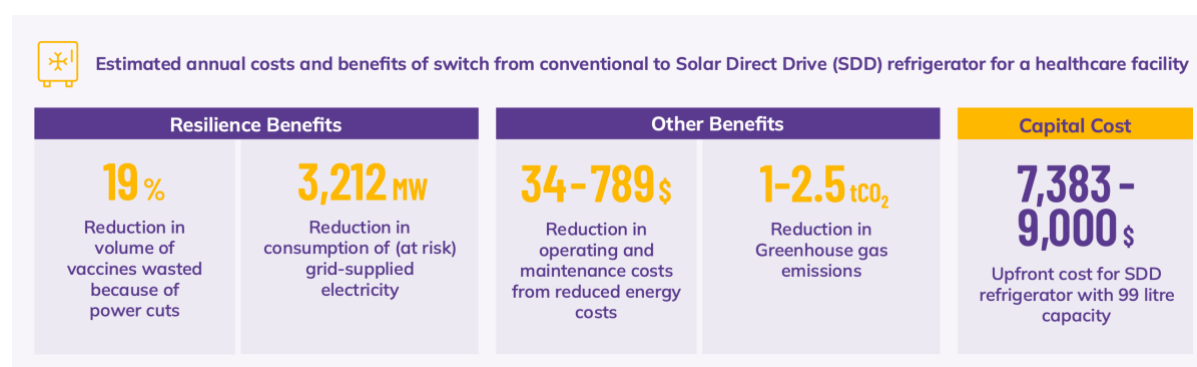 Estimated annual costs and benefits of switch from conventional to Solar Direct Drive (SDD) refrigerator for a healthcare facility
Resilience Benefits
19 %
Reduction in
volume of
vaccines wasted
because of
power cuts
3,212 MW
Reduction in
consumption of (at risk)
grid-supplied
electricity
Other Benefits
34-789 $
Reduction in
operating and
maintenance costs
from reduced energy
costs
1-2.5 tCO₂
Reduction in
Greenhouse gas
emissions
Capital Cost
7,383 -
9,000 $
Upfront cost for SDD
refrigerator with 99 litre
capacity